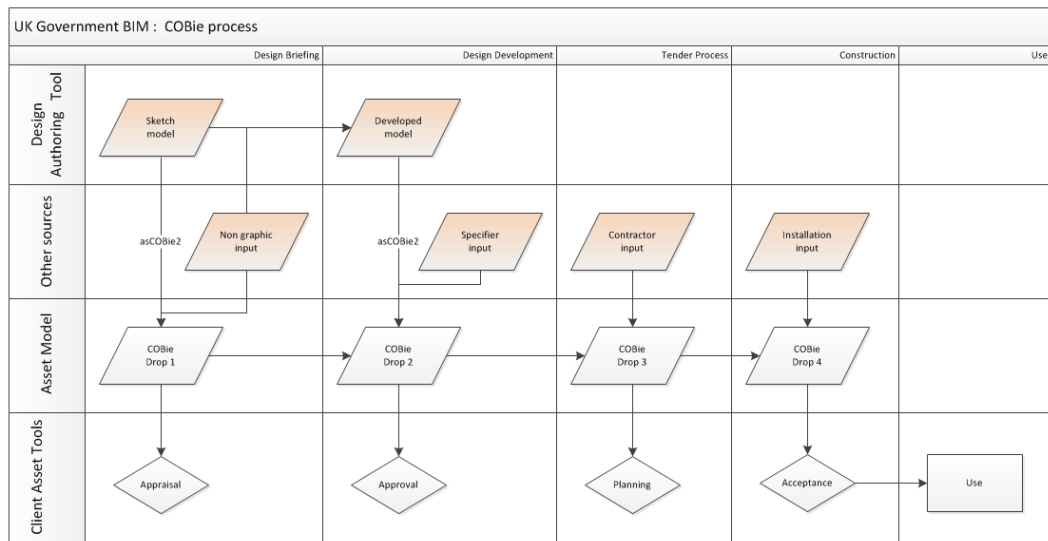 UK Government BIM : COBie process
Design Briefing
Design Development
Tender Process
Construction
Use
Design
Authoring Tool
Sketch
model
Developed
model
Other sources
asCOBie2
Non graphic
input
asCOBie2
Specifier
input
Contractor
input
Installation
input
Asset Model
COBie
Drop 1
COBie
Drop 2
COBie
Drop 3
COBie
Drop 4
Client Asset Tools
Appraisal
Approval
Planning
Acceptance
Use